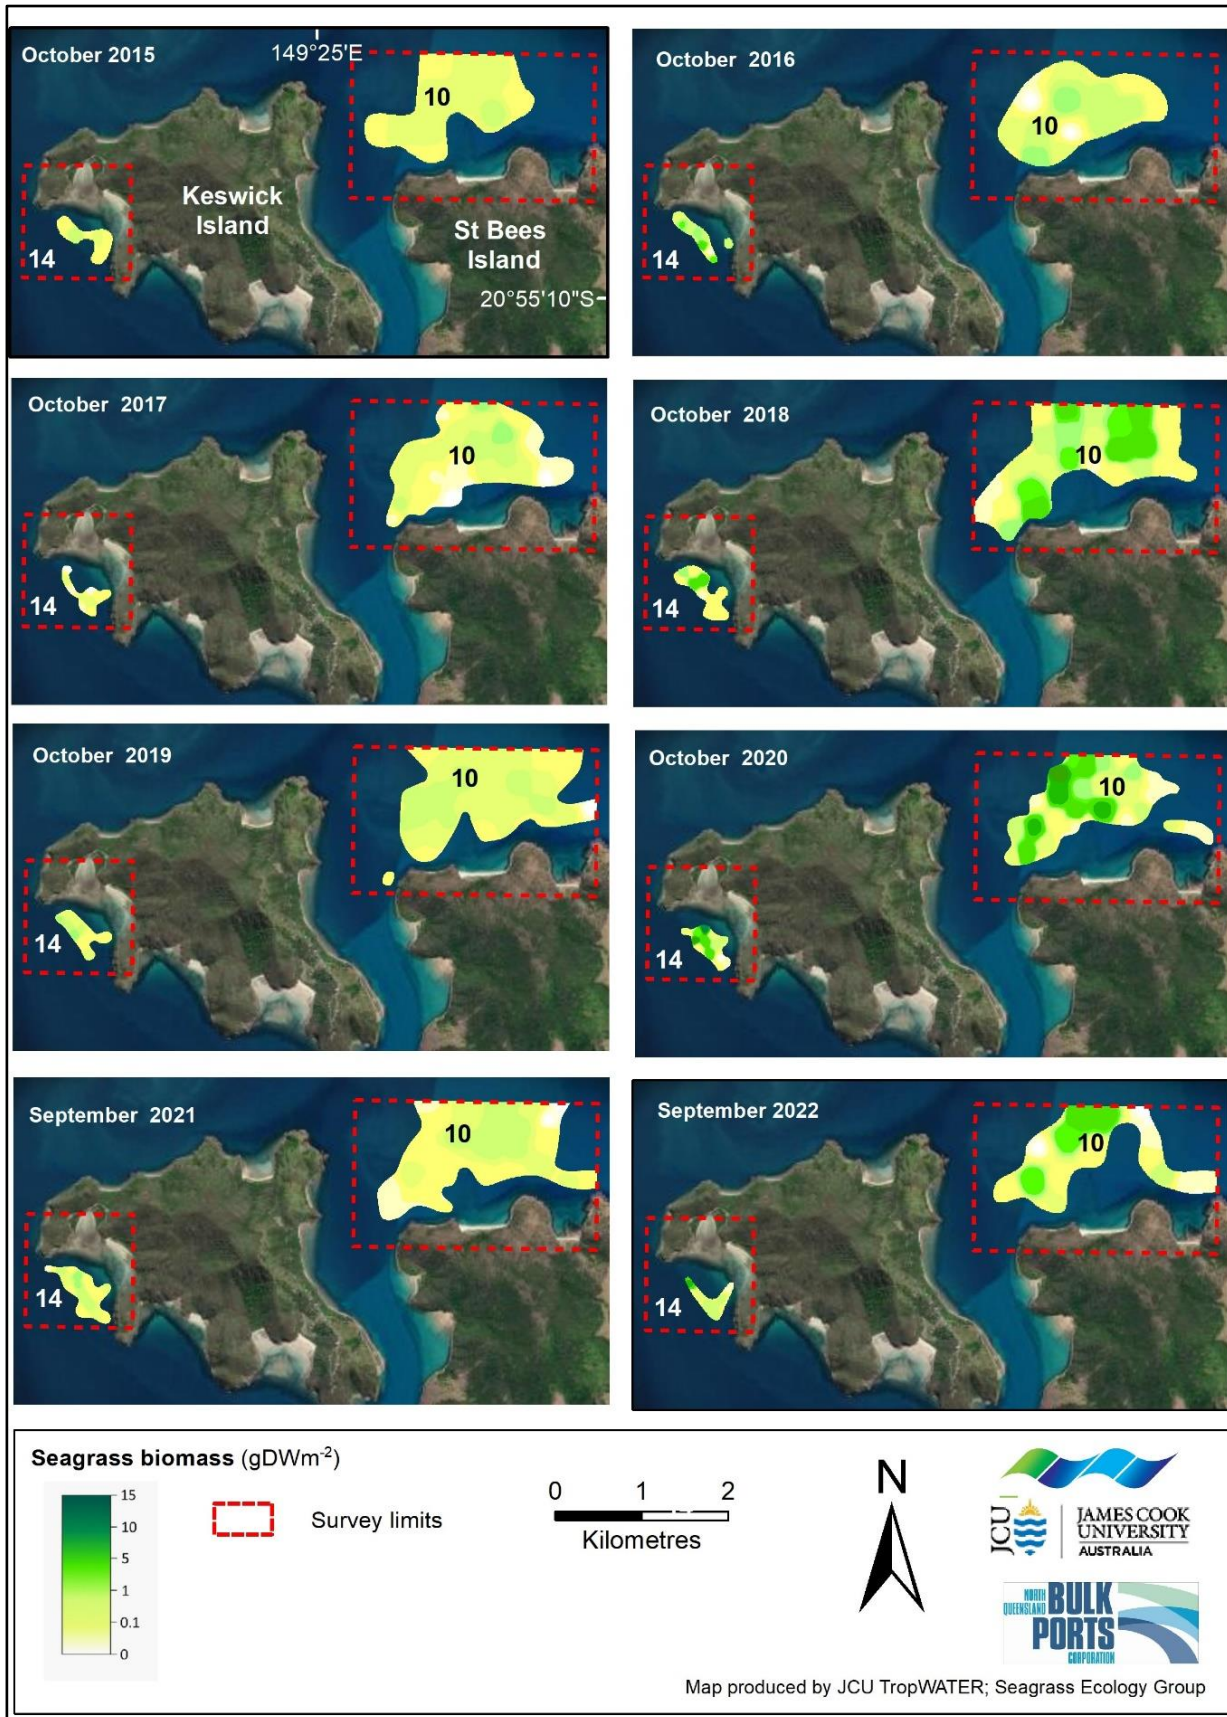 October 2015
149°25'E
10
Keswick
Island
St Bees
Island
14
20°55'10"S
October 2016
10
14
October 2017
10
14
October 2018
10
14
October 2019
10
14
October 2020
10
14
September 2021
10
14
September 2022
10
14
Seagrass biomass (gDWm⁻²)
15
10
5
1
0.1
0
Survey limits
0 1 2
Kilometres
N
JCU
JAMES COOK
UNIVERSITY
AUSTRALIA
NORTH
QUEENSLAND
BULK
PORTS
CORPORATION
Map produced by JCU TropWATER; Seagrass Ecology Group